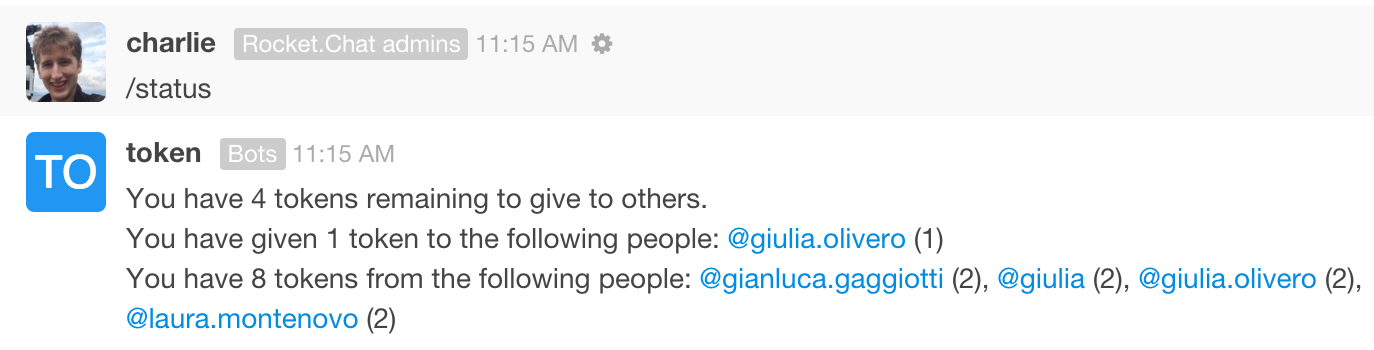 charlie Rocket.Chat admins 11:15 AM
/status
TO
token Bots 11:15 AM
You have 4 tokens remaining to give to others.
You have given 1 token to the following people: @giulia.olivero (1)
You have 8 tokens from the following people: @gianluca.gaggiotti (2), @giulia (2), @giulia.olivero (2),
@laura.montenovo (2)